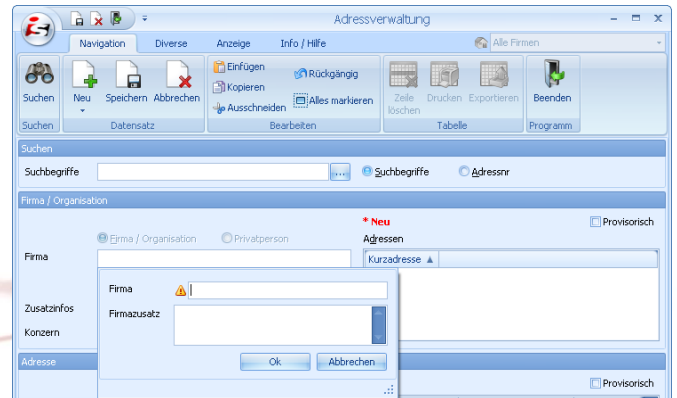 Adressverwaltung
Navigation Diverse Anzeige Info / Hilfe Alle Firmen
Einfügen
Rückgängig
Kopieren
Suchen Neu Speichern Abbrechen Alles markieren Zeile löschen Drucken Exportieren Beenden
Ausschneiden
Suchen Datensatz Bearbeiten Tabelle Programm
Suchen
Suchbegriffe ... Suchbegriffe Adressnr
Firma / Organisation
* Neu Provisorisch
Firma / Organisation Privatperson Adressen
Firma Kurzadresse
Firma
Zusatzinfos Firmazusatz
Konzern
Ok Abbrechen
Adresse
Provisorisch